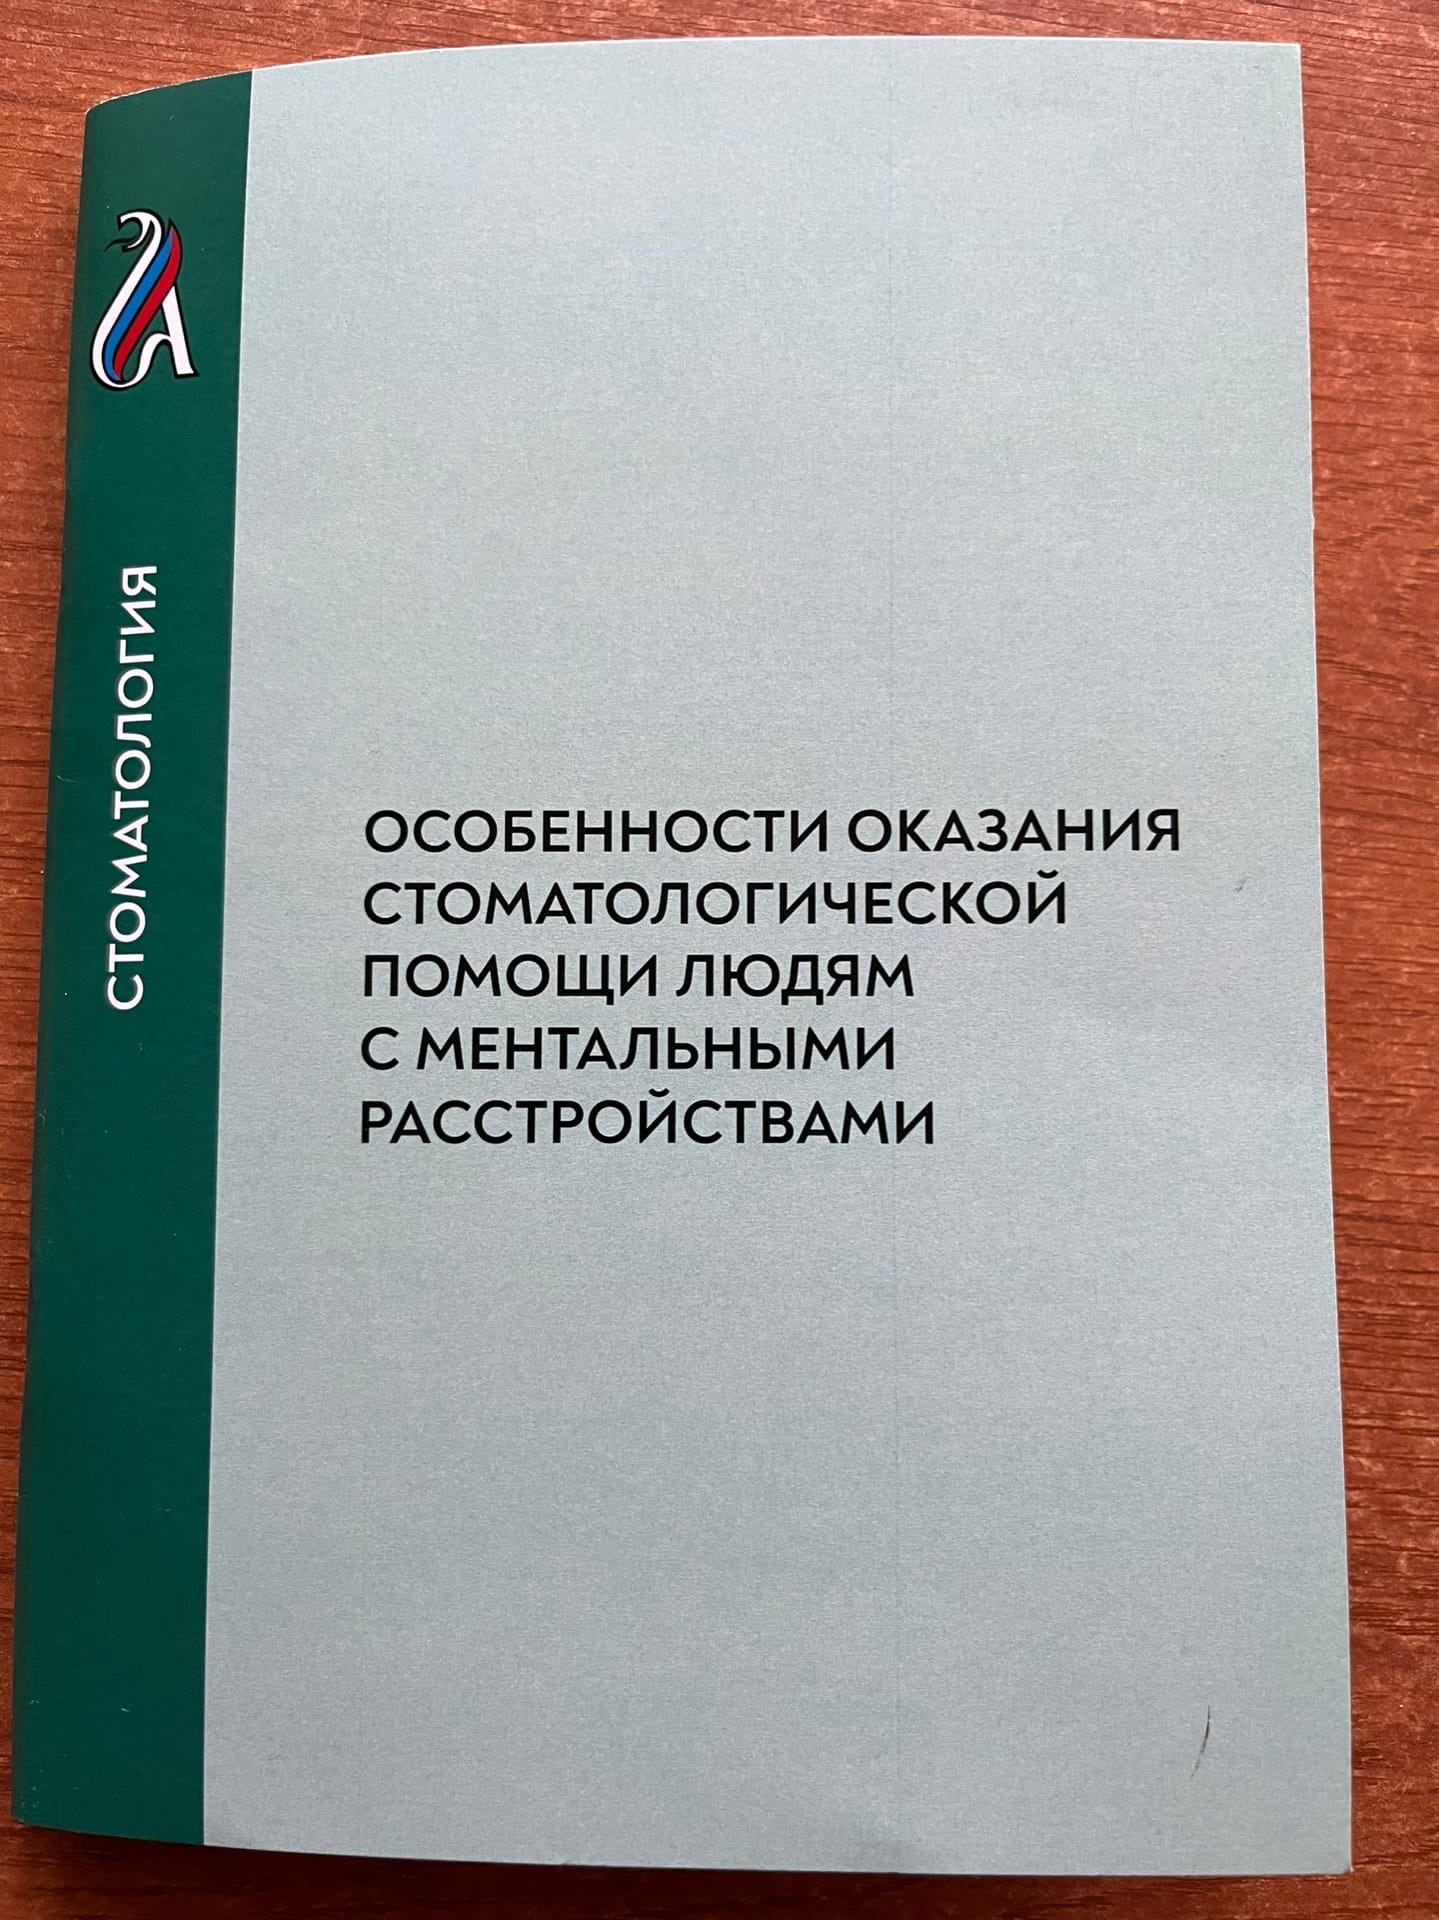 СТОМАТОЛОГИЯ
ОСОБЕННОСТИ ОКАЗАНИЯ
СТОМАТОЛОГИЧЕСКОЙ
ПОМОЩИ ЛЮДЯМ
С МЕНТАЛЬНЫМИ
РАССТРОЙСТВАМИ